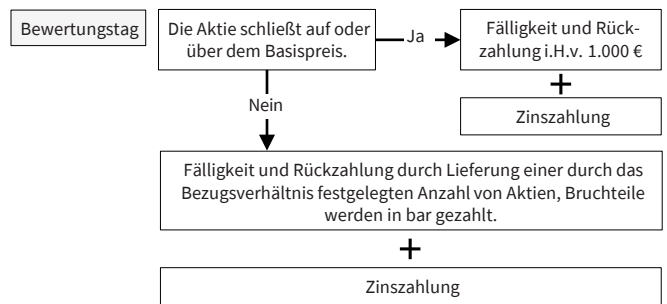 Bewertungstag
Die Aktie schließt auf oder
über dem Basispreis.
Ja
Fälligkeit und Rück-
zahlung i.H.v. 1.000 €
+
Zinszahlung
Nein
Fälligkeit und Rückzahlung durch Lieferung einer durch das
Bezugsverhältnis festgelegten Anzahl von Aktien, Bruchteile
werden in bar gezahlt.
+
Zinszahlung